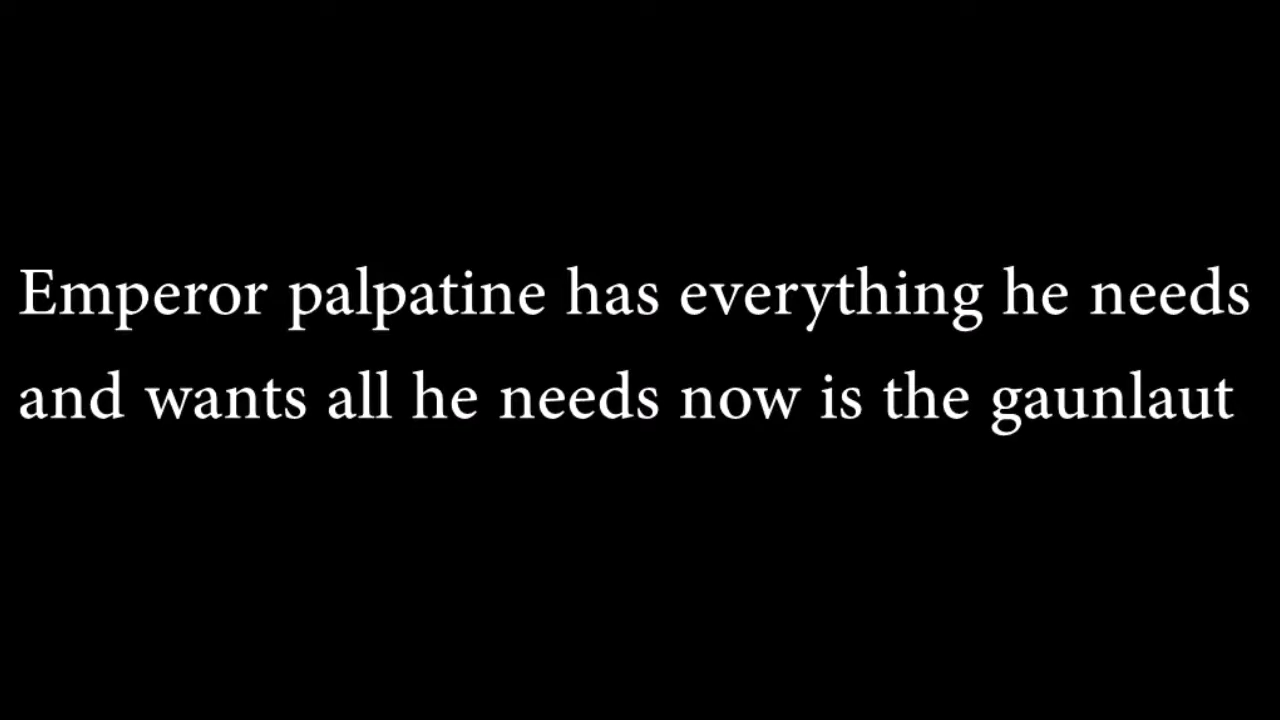 Emperor palpatine has everything he needs
and wants all he needs now is the gaunlaut